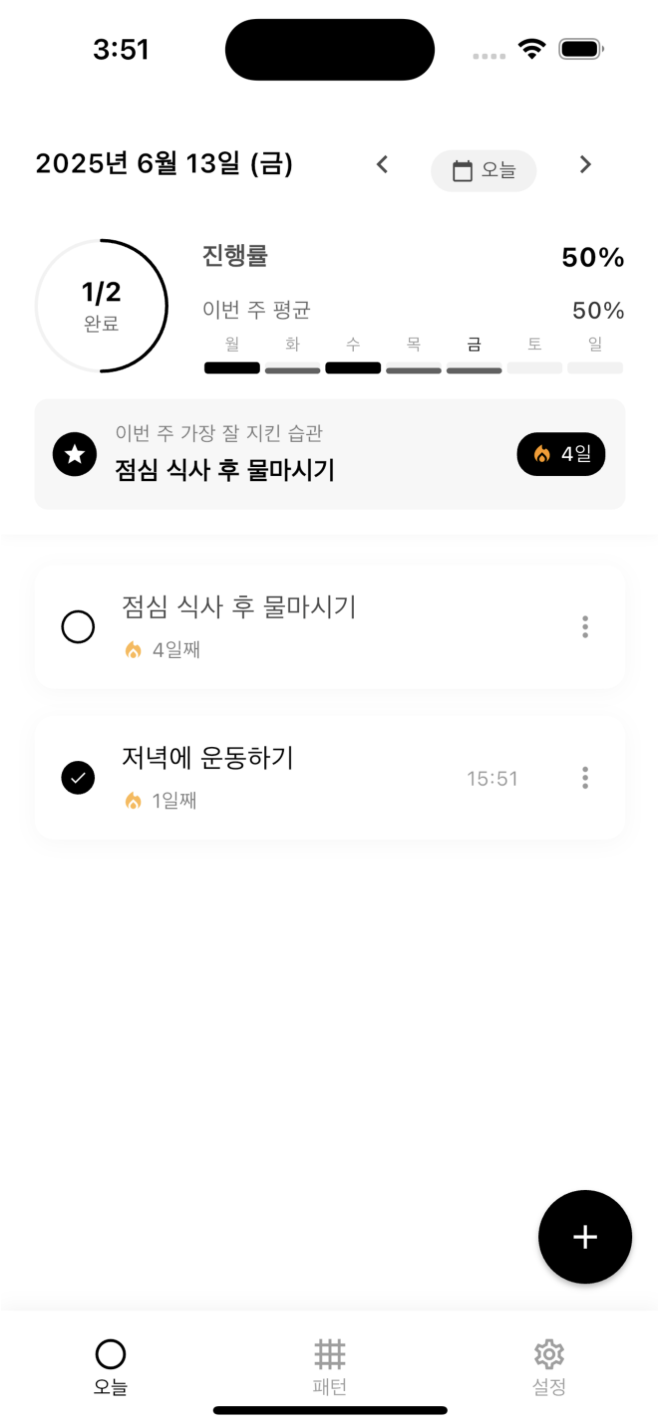 3:51
2025년 6월 13일 (금)
오늘
1/2
완료
진행률 50%
이번 주 평균 50%
월 화 수 목 금 토 일
이번 주 가장 잘 지킨 습관
점심 식사 후 물마시기
4일
점심 식사 후 물마시기
4일째
저녁에 운동하기
15:51
1일째
오늘 패턴 설정